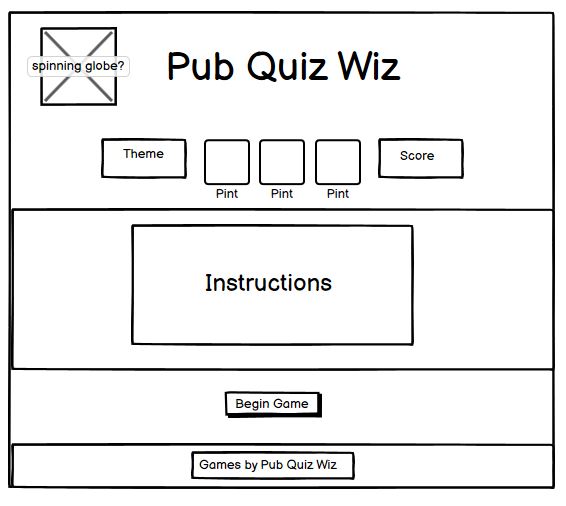 spinning globe?
Pub Quiz Wiz
Theme
Score
Pint
Pint
Pint
Instructions
Begin Game
Games by Pub Quiz Wiz